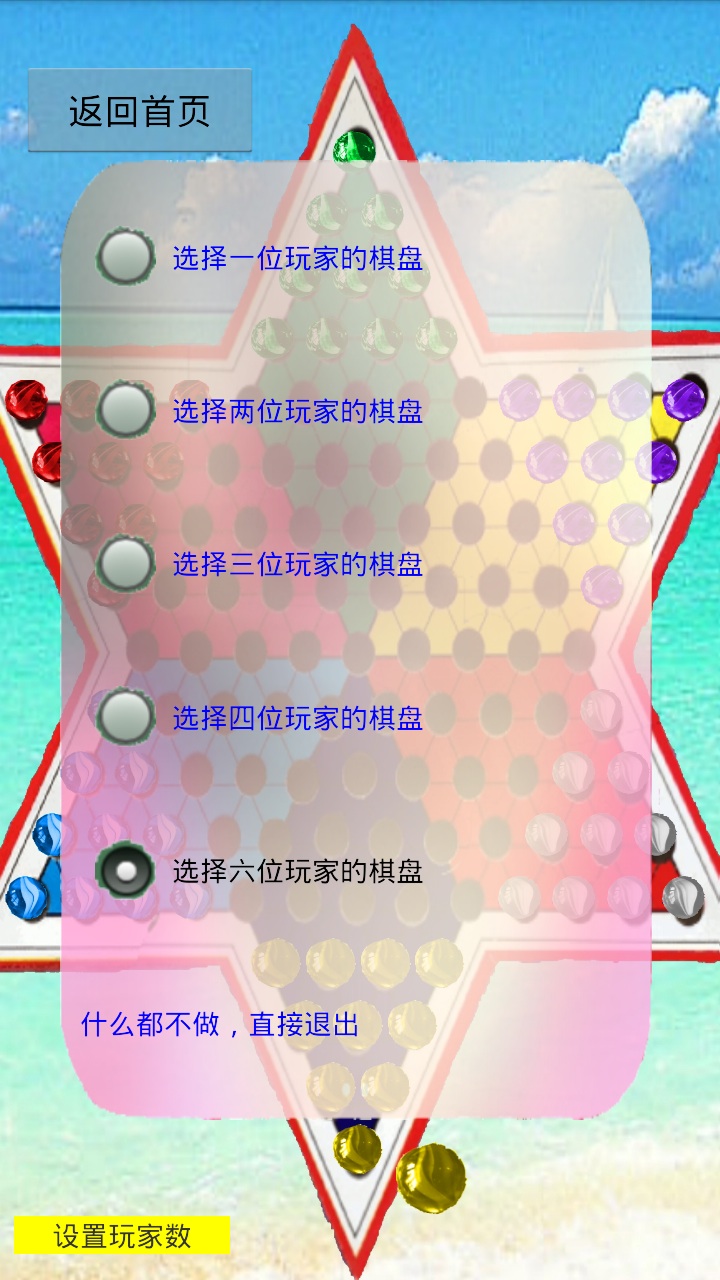 返回首页
选择一位玩家的棋盘
选择两位玩家的棋盘
选择三位玩家的棋盘
选择四位玩家的棋盘
选择六位玩家的棋盘
什么都不做，直接退出
设置玩家数